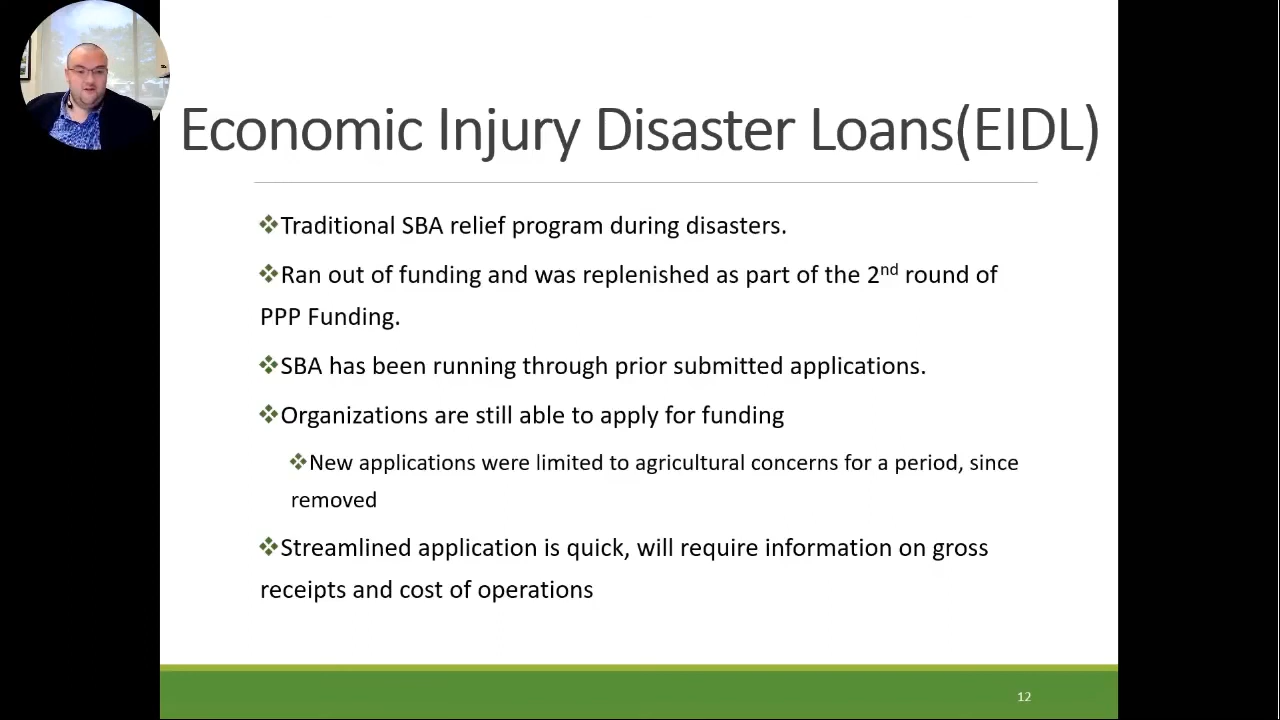 Economic Injury Disaster Loans(EIDL)
❖Traditional SBA relief program during disasters.
❖Ran out of funding and was replenished as part of the 2nd round of
PPP Funding.
❖SBA has been running through prior submitted applications.
❖Organizations are still able to apply for funding
❖New applications were limited to agricultural concerns for a period, since
removed
❖Streamlined application is quick, will require information on gross
receipts and cost of operations
12